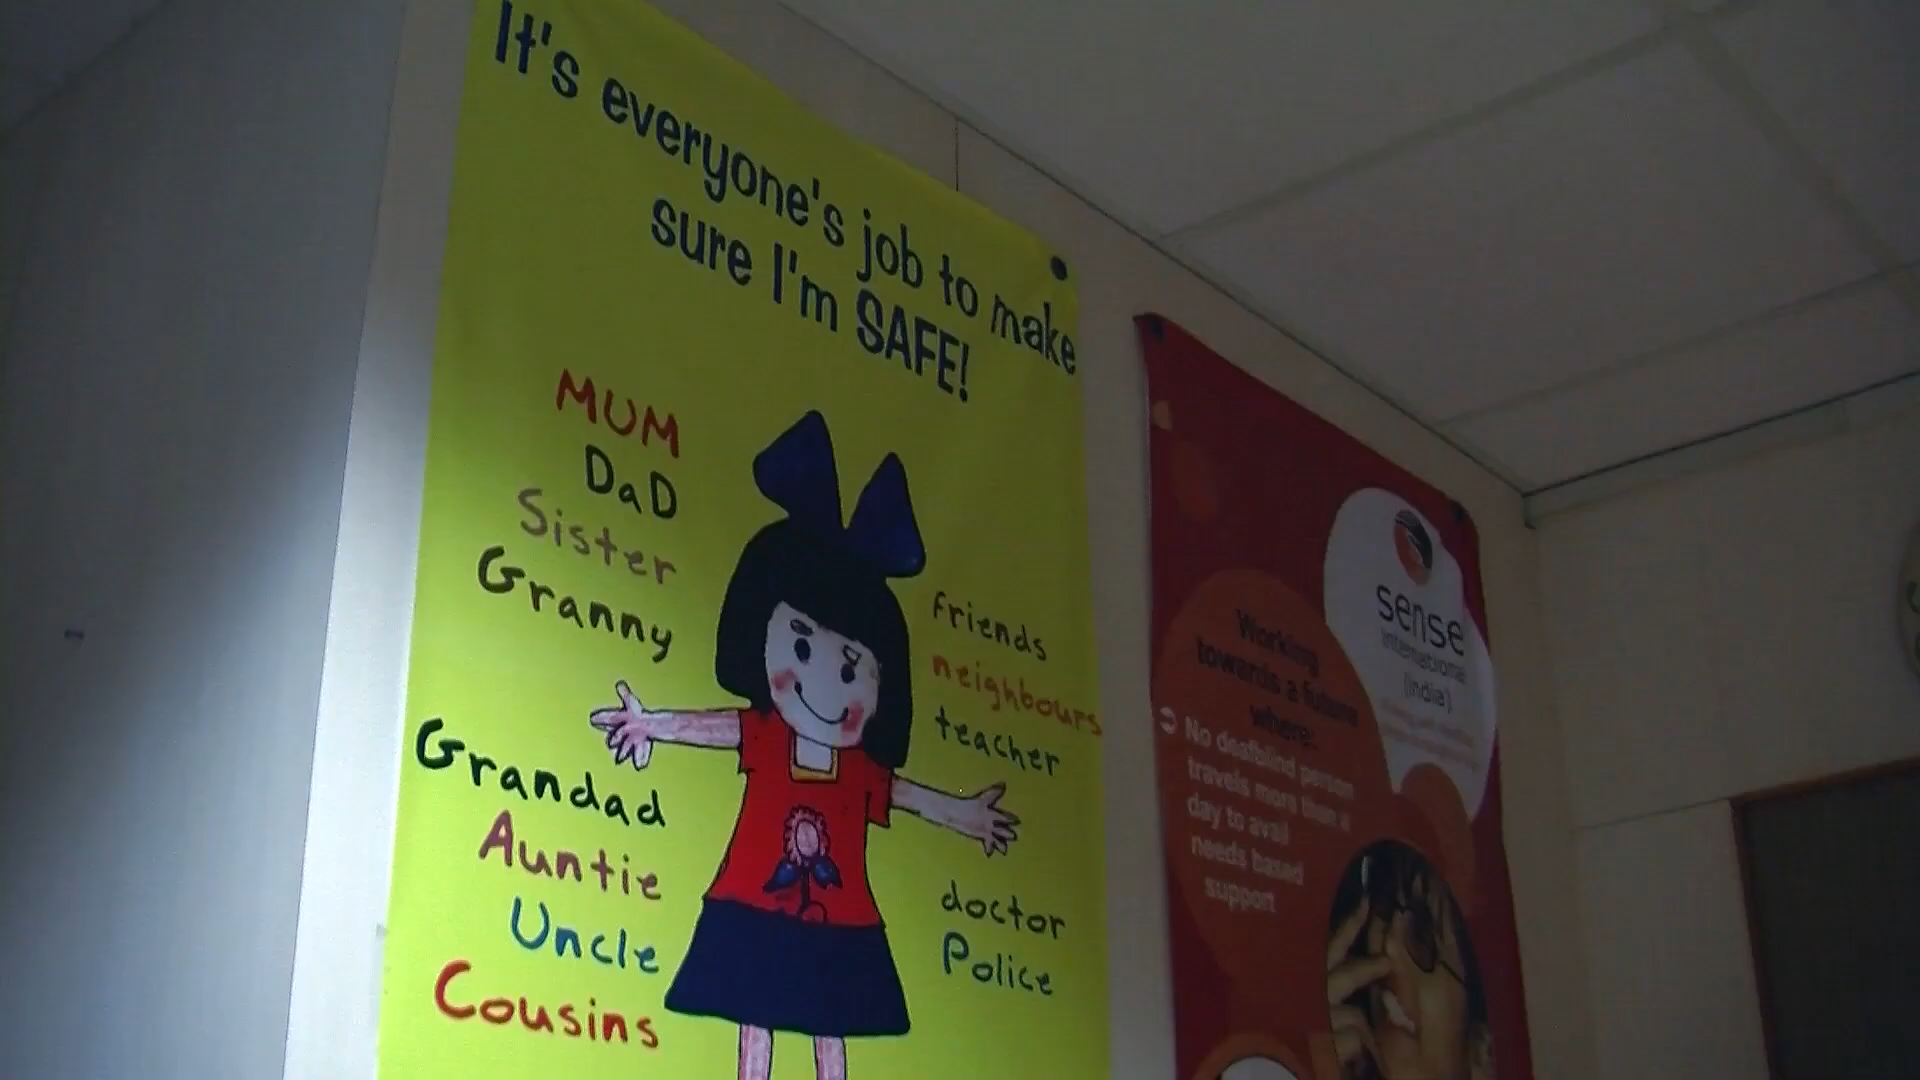 It's everyone's job to make
sure I'm SAFE!
MUM
DaD
Sister
Granny
Grandad
Auntie
Uncle
Cousins
friends
neighbours
teacher
doctor
Police
sense
international
(India)
Working
towards a future
where:
No deafblind person
travels more than a
day to avail
needs based
support